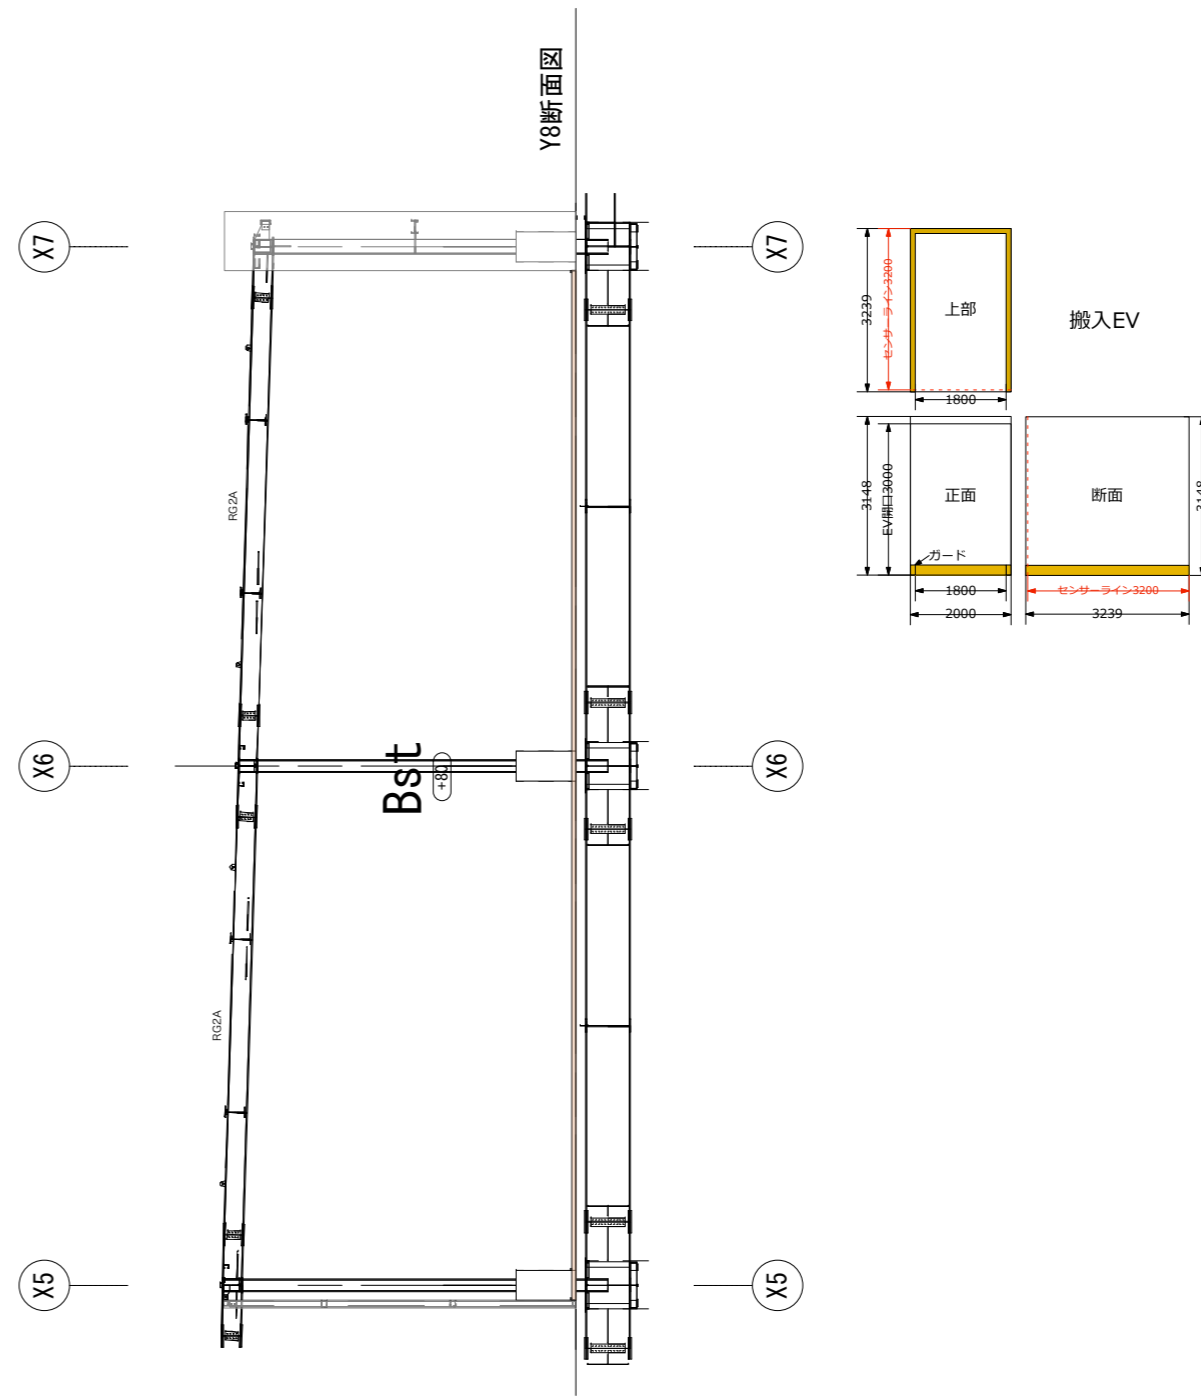 Y8断面図
X7
X7
X6
X6
X5
X5
RG2A
RG2A
Bst
+80
搬入EV
上部
3239
センサーライン3200
1800
正面
3148
EV開口3000
ガード
1800
2000
断面
3148
センサーライン3200
3239